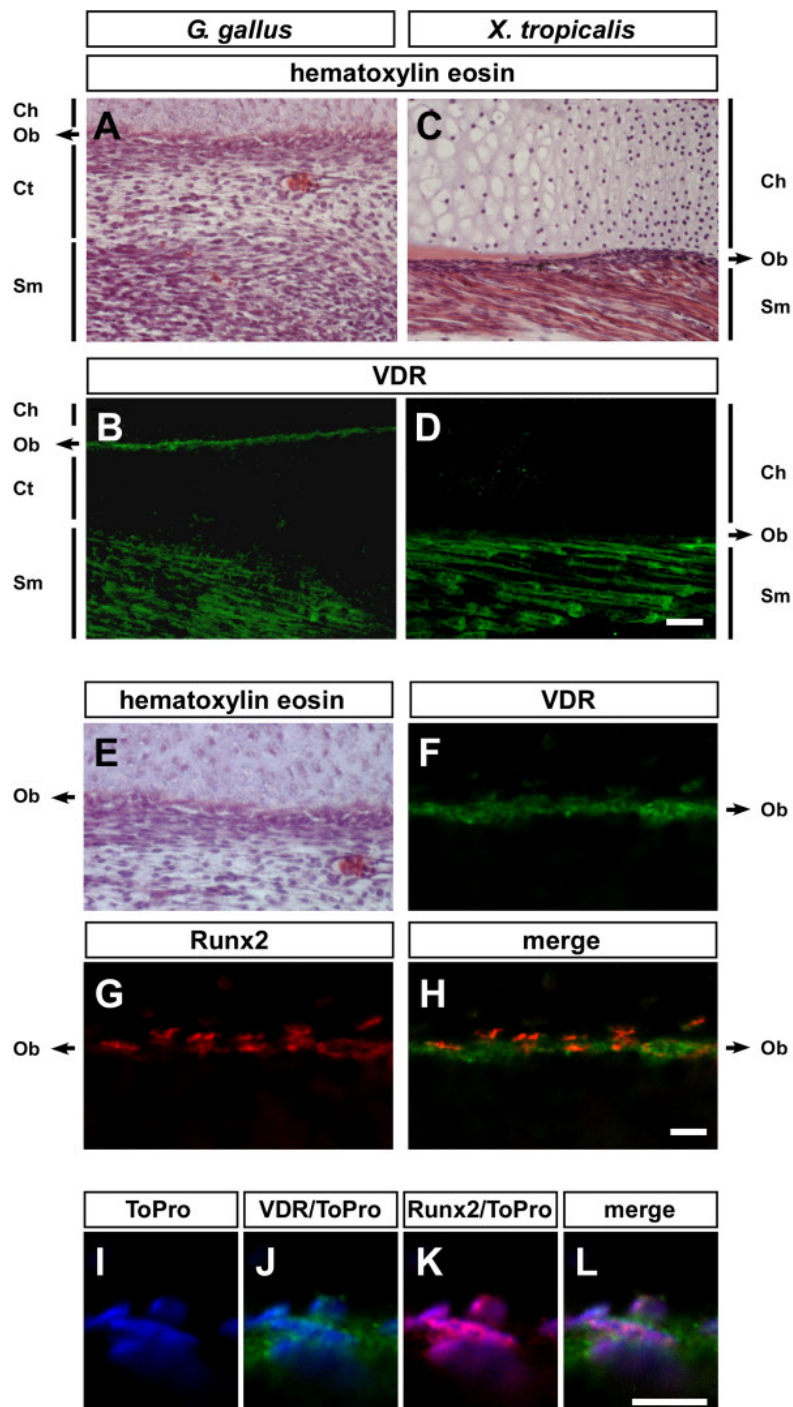 G. gallus X. tropicalis
hematoxylin eosin
Ch
Ob
Ct
Sm
A
C
Ch
Ob
Sm
VDR
Ch
Ob
Ct
Sm
B
D
Ch
Ob
Sm
hematoxylin eosin VDR
Ob
E
F
Ob
Runx2 merge
Ob
G
H
Ob
ToPro VDR/ToPro Runx2/ToPro merge
I J K L